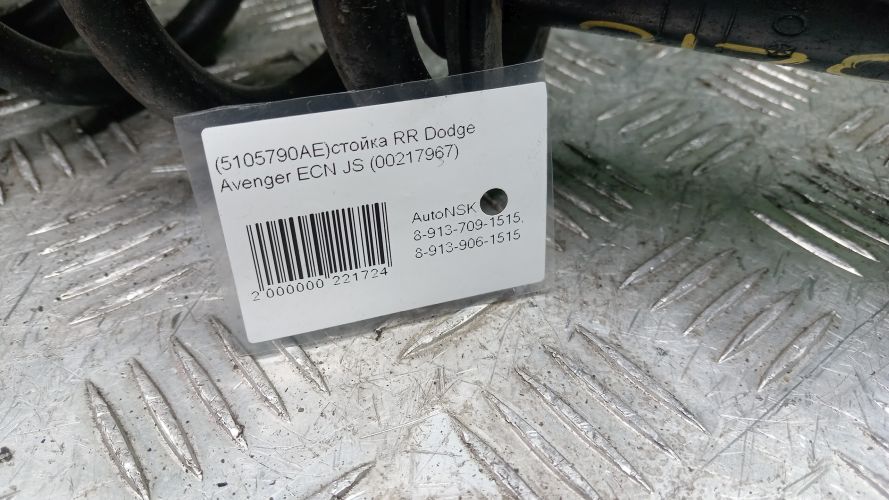 (5105790AE)стойка RR Dodge
Avenger ECN JS (00217967)
AutoNSK
8-913-709-1515,
8-913-906-1515
2 000000 221724